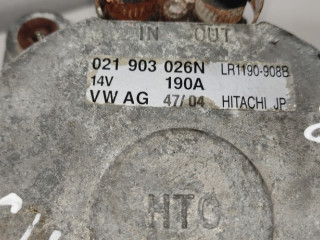 IN OUT
021 903 026N LR1190-908B
14V 190A
VW AG 47/04 HITACHI JP
HTC